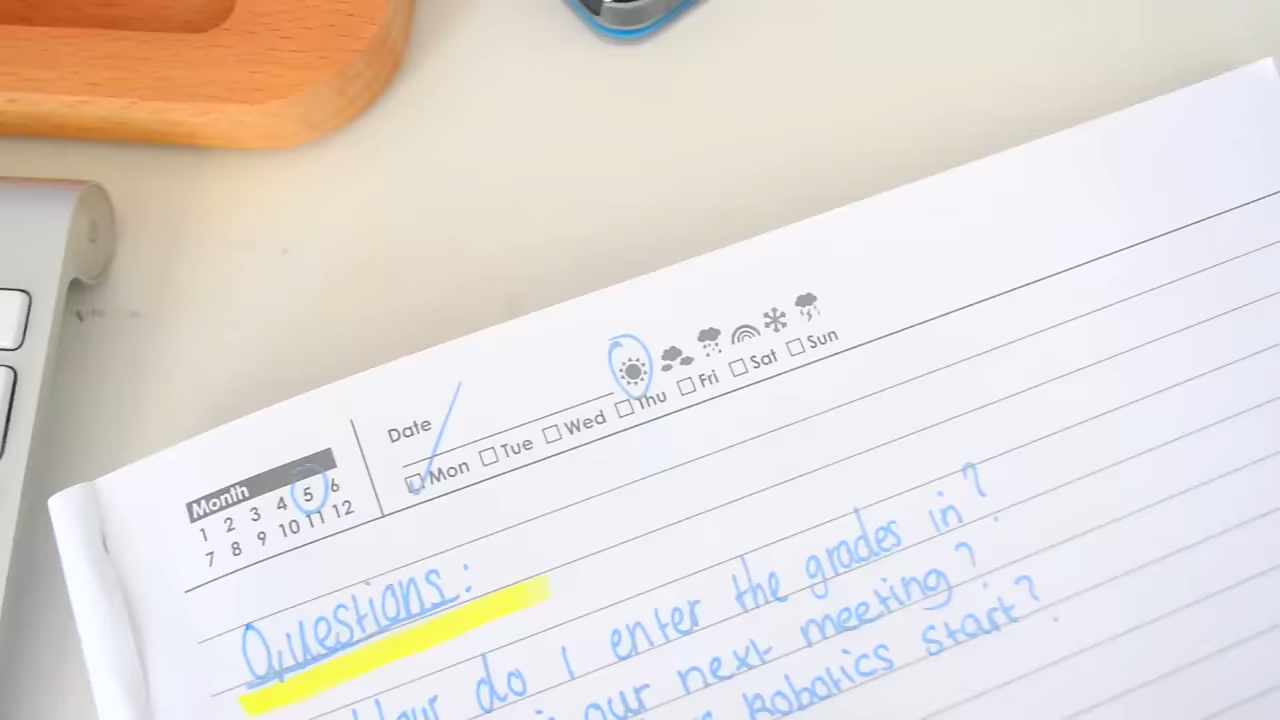 Month
1 2 3 4 5 6
7 8 9 10 11 12
Date
Mon Tue Wed Thu Fri Sat Sun
Questions:
How do I enter the grades in?
our next meeting?
Robotics start?